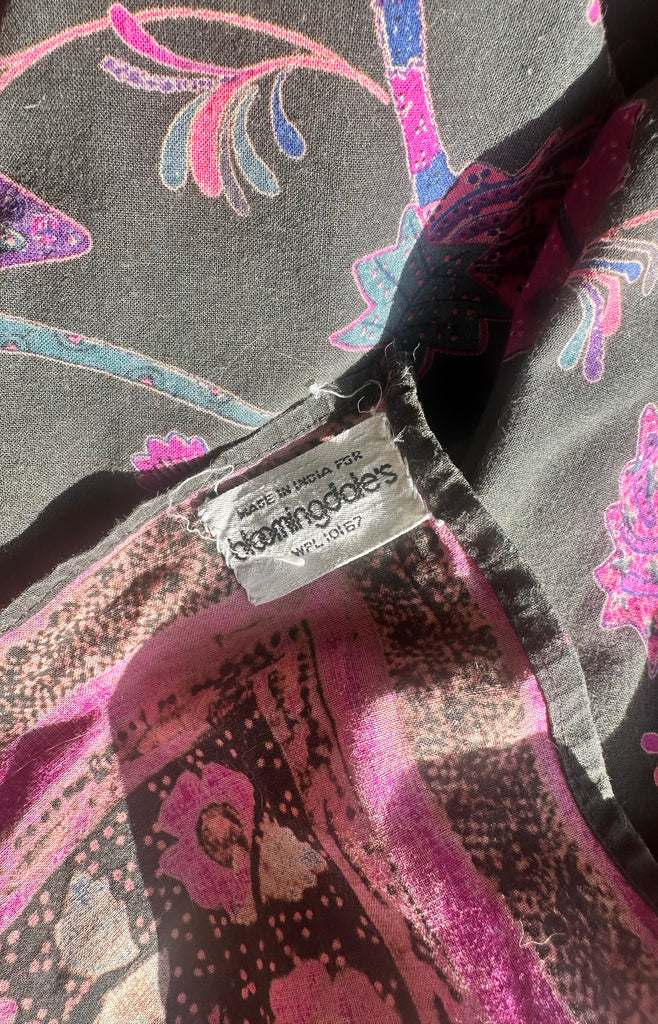 MADE IN INDIA FOR
bloomingdale's
WPL 10167